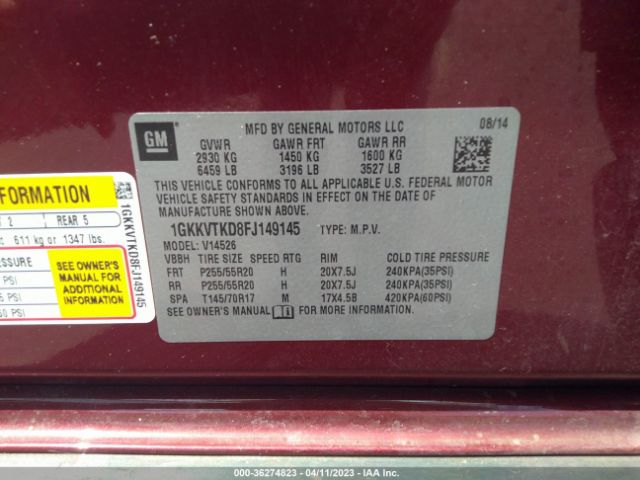 GM
MFD BY GENERAL MOTORS LLC
08/14
GVWR GAWR FRT GAWR RR
2930 KG 1450 KG 1600 KG
6459 LB 3196 LB 3527 LB
THIS VEHICLE CONFORMS TO ALL APPLICABLE U.S. FEDERAL MOTOR
VEHICLE SAFETY STANDARDS IN EFFECT ON THE DATE OF
MANUFACTURE SHOWN ABOVE.
1GKKVTKD8FJ149145 TYPE: M.P.V.
MODEL: V14526
VBBH TIRE SIZE SPEED RTG RIM COLD TIRE PRESSURE
FRT P255/55R20 H 20X7.5J 240KPA(35PSI)
RR P255/55R20 H 20X7.5J 240KPA(35PSI)
SPA T145/70R17 M 17X4.5B 420KPA(60PSI)
SEE OWNER'S MANUAL FOR MORE INFORMATION.
FORMATION
2 REAR 5
611 kg or 1347 lbs.
SEE OWNER'S
MANUAL FOR
ADDITIONAL
INFORMATION
PSI
PSI
PSI
1GKKVTKD8FJ149145
000-36274823 - 04/11/2023 - IAA Inc.